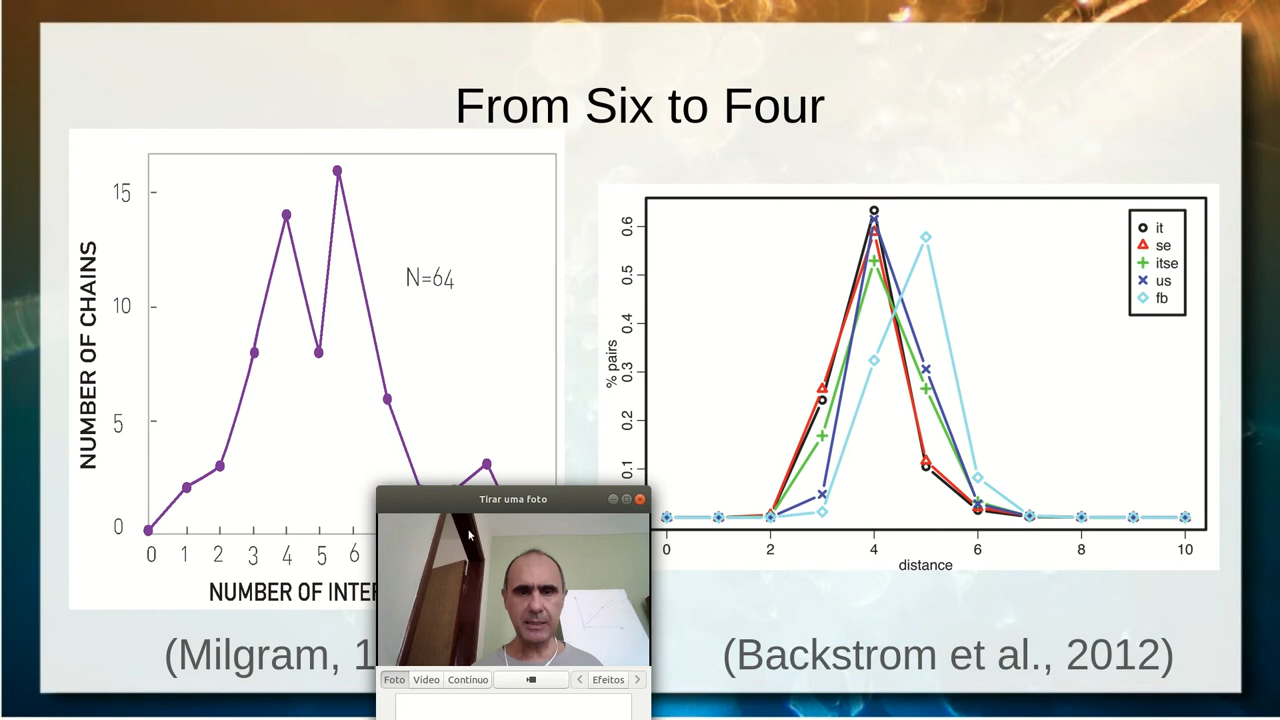 From Six to Four
NUMBER OF CHAINS
15
10
5
0
N=64
0 1 2 3 4 5 6
NUMBER OF INTER
(Milgram, 1
% pairs
0.6
0.5
0.4
0.3
0.2
0.1
it
se
itse
us
fb
0 2 4 6 8 10
distance
(Backstrom et al., 2012)
Tirar uma foto
Foto Vídeo Contínuo Efeitos